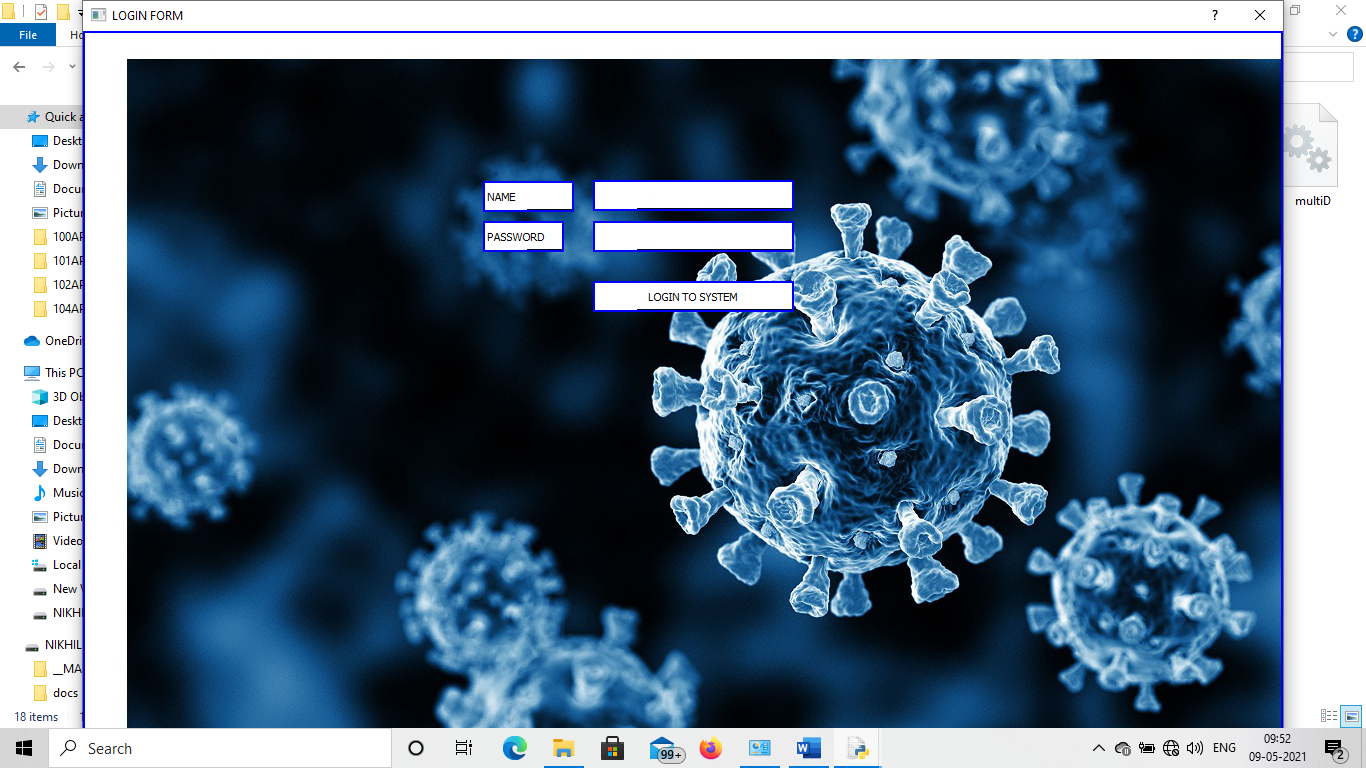 LOGIN FORM
?
File
Ho
?
Quick a
Deskt
Down
Docu
Pictur
100AP
101AP
102AP
104AP
OneDri
This PC
3D Ob
Deskt
Docu
Down
Music
Pictur
Video
Local
New V
NIKHIL
NIKHIL
__MA
docs
18 items
NAME
PASSWORD
LOGIN TO SYSTEM
multiD
Search
99+
W
ENG
09:52
09-05-2021
2